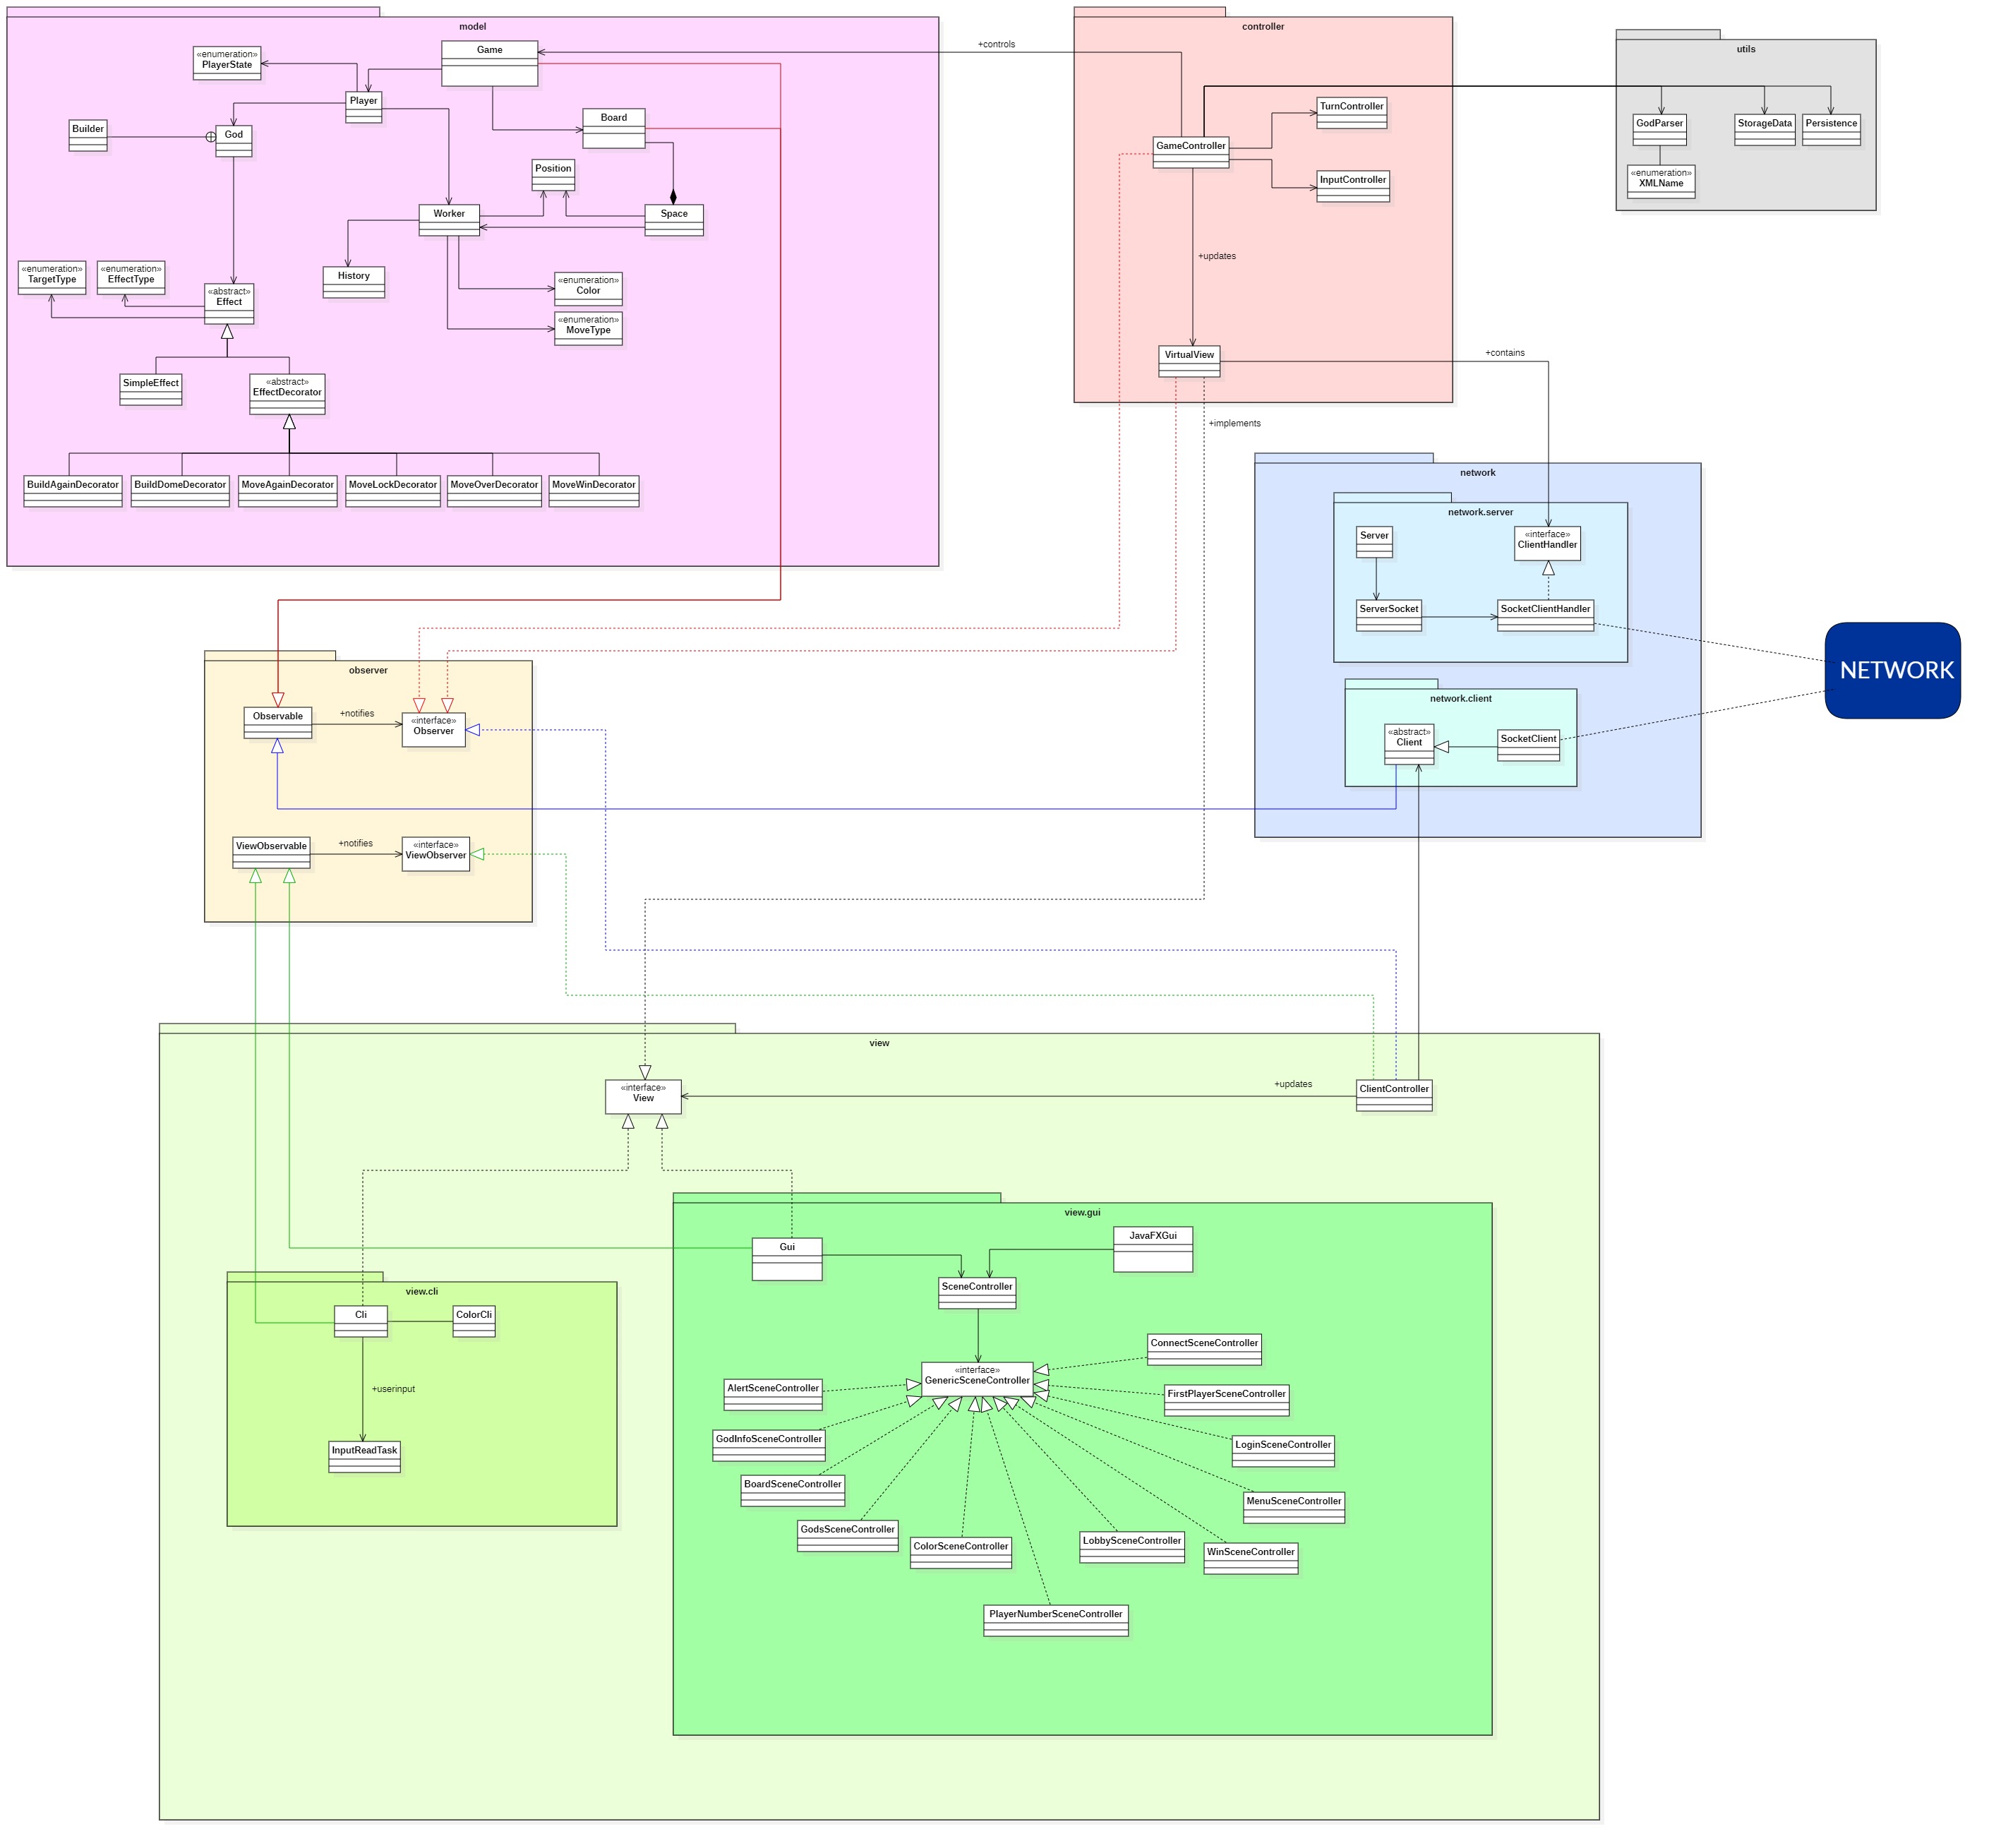 model
«enumeration»
PlayerState
Game
Player
Builder
God
Board
Position
Worker
Space
«enumeration»
TargetType
«enumeration»
EffectType
«abstract»
Effect
History
«enumeration»
Color
«enumeration»
MoveType
SimpleEffect
«abstract»
EffectDecorator
BuildAgainDecorator
BuildDomeDecorator
MoveAgainDecorator
MoveLockDecorator
MoveOverDecorator
MoveWinDecorator
+controls
controller
TurnController
GameController
InputController
+updates
VirtualView
+contains
+implements
utils
GodParser
StorageData
Persistence
«enumeration»
XMLName
network
network.server
Server
«interface»
ClientHandler
ServerSocket
SocketClientHandler
network.client
«abstract»
Client
SocketClient
NETWORK
observer
Observable
+notifies
«interface»
Observer
ViewObservable
+notifies
«interface»
ViewObserver
view
«interface»
View
+updates
ClientController
view.gui
Gui
JavaFXGui
SceneController
«interface»
GenericSceneController
ConnectSceneController
AlertSceneController
FirstPlayerSceneController
GodInfoSceneController
LoginSceneController
BoardSceneController
MenuSceneController
GodsSceneController
ColorSceneController
LobbySceneController
WinSceneController
PlayerNumberSceneController
view.cli
Cli
ColorCli
+userinput
InputReadTask